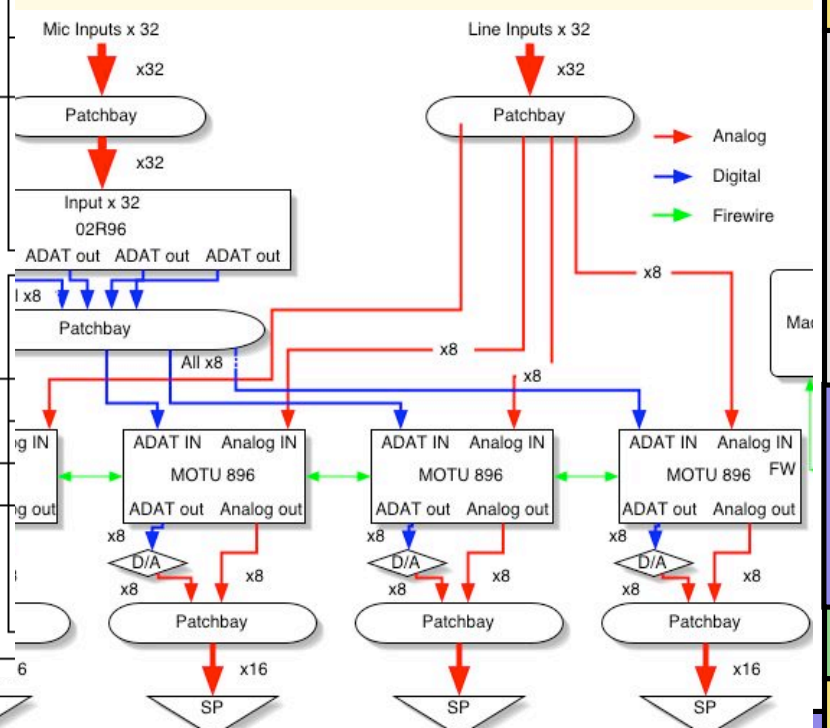 Mic Inputs x 32
Line Inputs x 32
x32
x32
Patchbay
Patchbay
Analog
x32
Digital
Input x 32
02R96
Firewire
ADAT out ADAT out ADAT out
x8
x8
Patchbay
x8
All x8
x8
ADAT IN Analog IN
ADAT IN Analog IN
ADAT IN Analog IN
IN
MOTU 896
MOTU 896
MOTU 896 FW
ADAT out Analog out
ADAT out Analog out
ADAT out Analog out
out
x8
x8
x8
D/A
D/A
D/A
x8
x8
x8
x8
x8
x8
Patchbay
Patchbay
Patchbay
6
x16
x16
SP
SP
SP